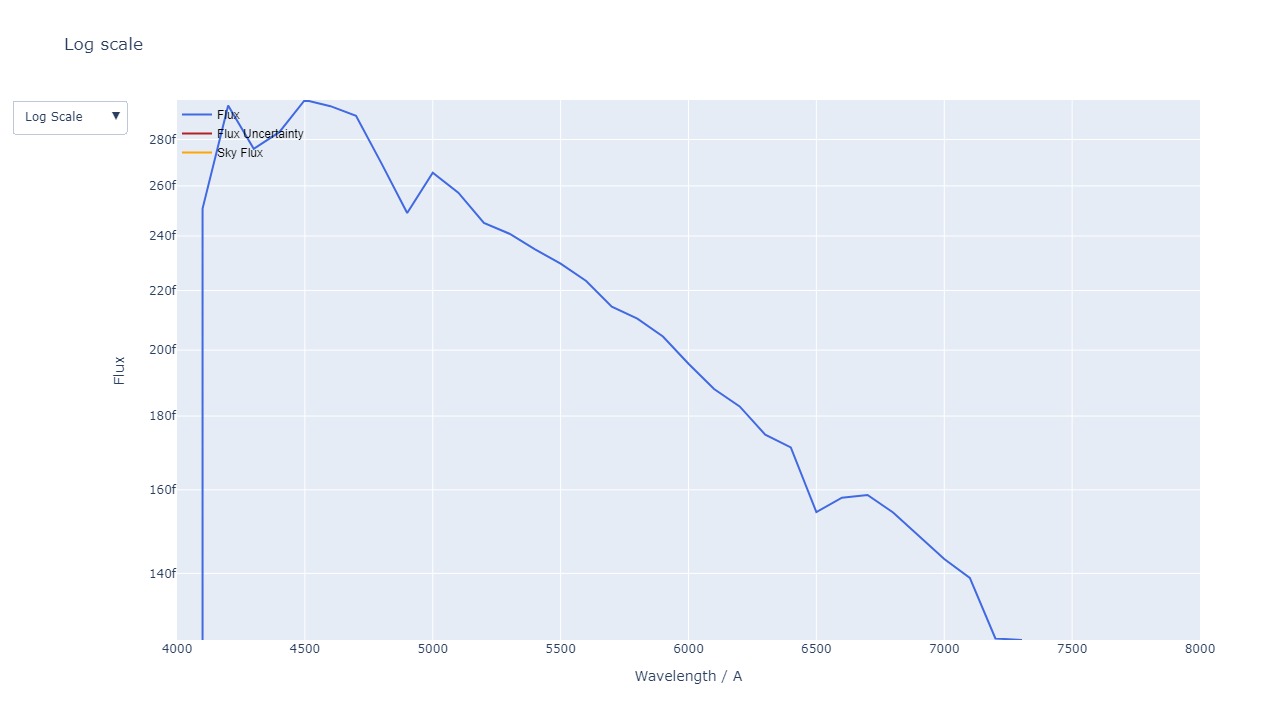 Log scale
Log Scale ▼
Flux
Flux Uncertainty
Sky Flux
280f
260f
240f
220f
200f
180f
160f
140f
Flux
4000 4500 5000 5500 6000 6500 7000 7500 8000
Wavelength / A